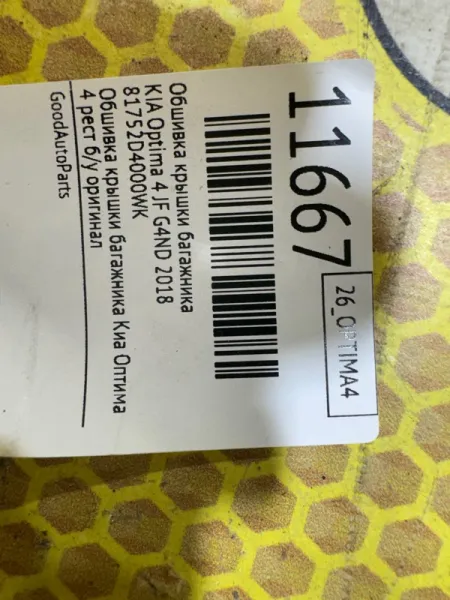 11667
26_OPTIMA4
Обшивка крышки багажника
KIA Optima 4 JF G4ND 2018
81752D4000WK
Обшивка крышки багажника Киа Оптима
4 рест б/у оригинал
GoodAutoParts